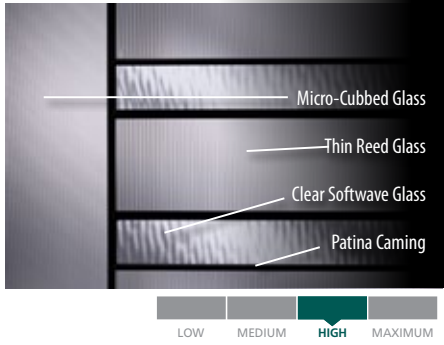 Micro-Cubbed Glass
Thin Reed Glass
Clear Softwave Glass
Patina Caming
LOW MEDIUM HIGH MAXIMUM